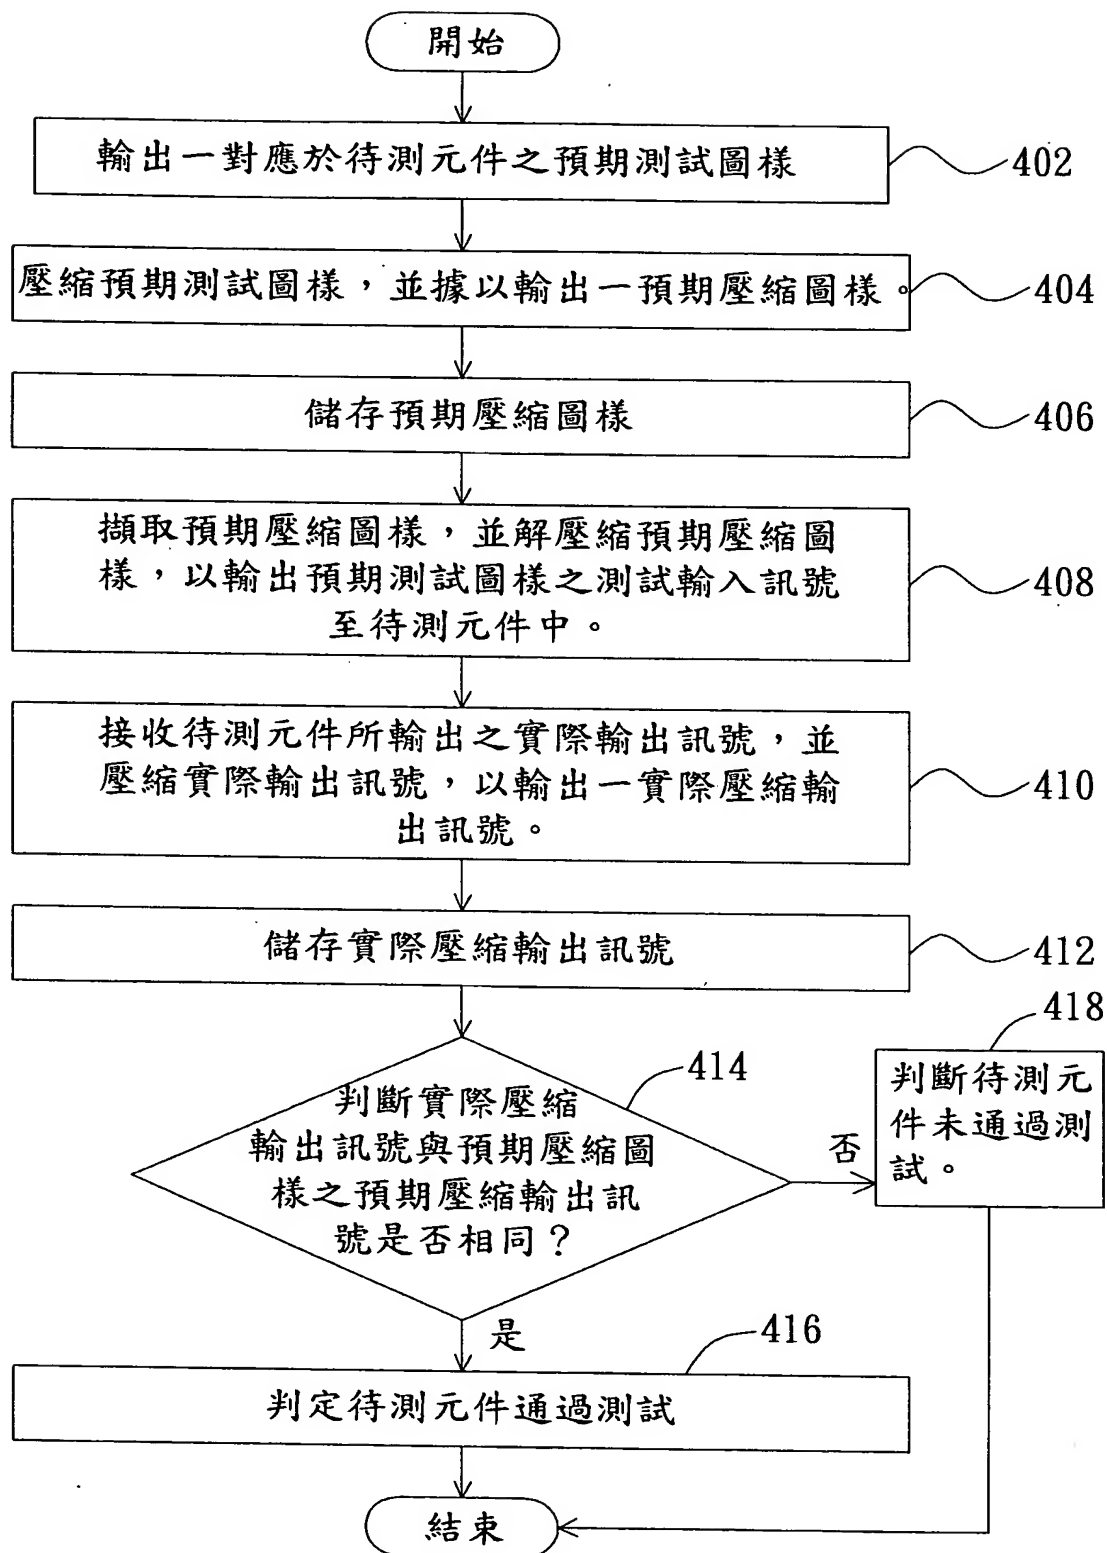 開始
輸出一對應於待測元件之預期測試圖樣
402
壓縮預期測試圖樣，並據以輸出一預期壓縮圖樣。
404
儲存預期壓縮圖樣
406
擷取預期壓縮圖樣，並解壓縮預期壓縮圖
樣，以輸出預期測試圖樣之測試輸入訊號
至待測元件中。
408
接收待測元件所輸出之實際輸出訊號，並
壓縮實際輸出訊號，以輸出一實際壓縮輸
出訊號。
410
儲存實際壓縮輸出訊號
412
判斷實際壓縮
輸出訊號與預期壓縮圖
樣之預期壓縮輸出訊
號是否相同？
414
否
418
判斷待測元
件未通過測
試。
是
416
判定待測元件通過測試
結束